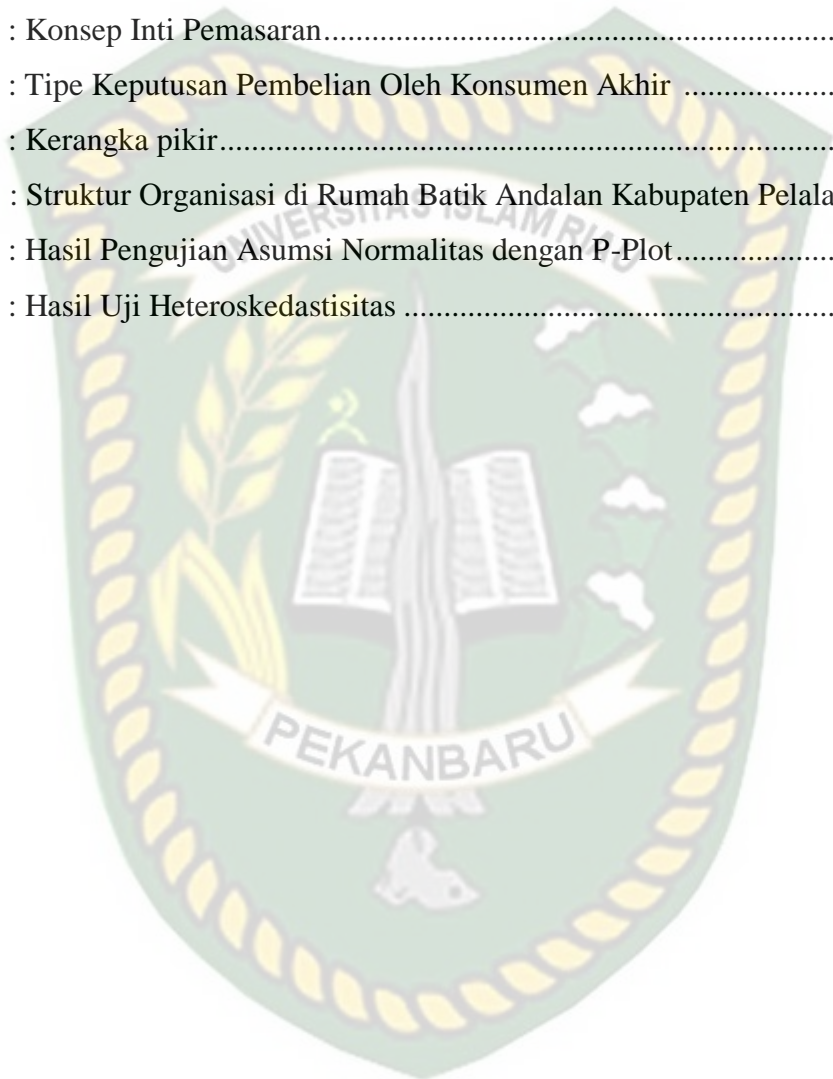 : Konsep Inti Pemasaran........................................................................
: Tipe Keputusan Pembelian Oleh Konsumen Akhir ....................
: Kerangka pikir.....................................................................................
: Struktur Organisasi di Rumah Batik Andalan Kabupaten Pelala
: Hasil Pengujian Asumsi Normalitas dengan P-Plot.....................
: Hasil Uji Heteroskedastisitas ..........................................................
UNIVERSITAS ISLAM RIAU
PEKANBARU